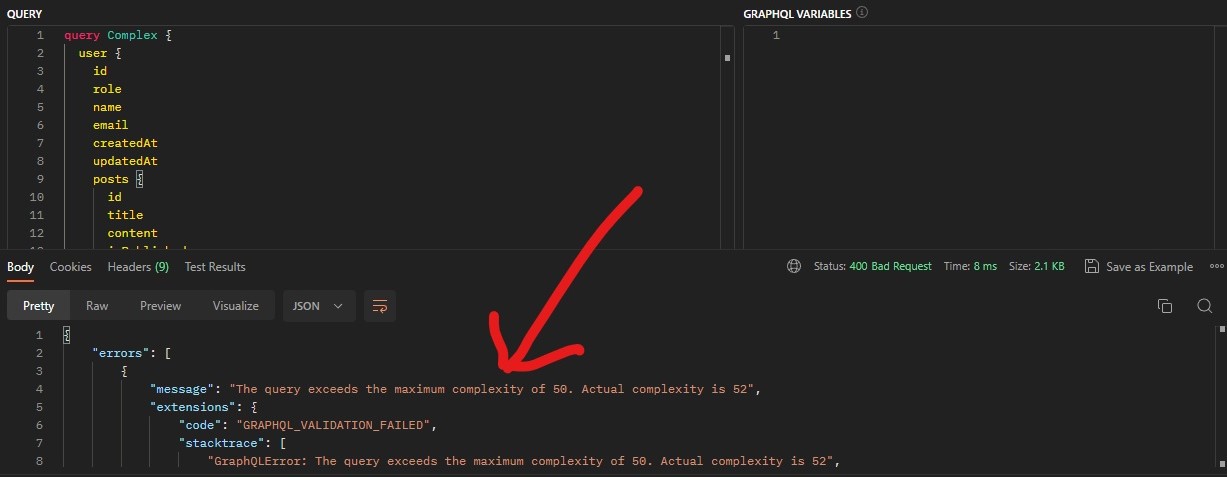 QUERY
1 query Complex {
2 user {
3 id
4 role
5 name
6 email
7 createdAt
8 updatedAt
9 posts {
10 id
11 title
12 content
GRAPHQL VARIABLES
1
Body Cookies Headers (9) Test Results
Status: 400 Bad Request Time: 8 ms Size: 2.1 KB Save as Example
Pretty Raw Preview Visualize JSON
1 {
2 "errors": [
3 {
4 "message": "The query exceeds the maximum complexity of 50. Actual complexity is 52",
5 "extensions": {
6 "code": "GRAPHQL_VALIDATION_FAILED",
7 "stacktrace": [
8 "GraphQLError: The query exceeds the maximum complexity of 50. Actual complexity is 52",